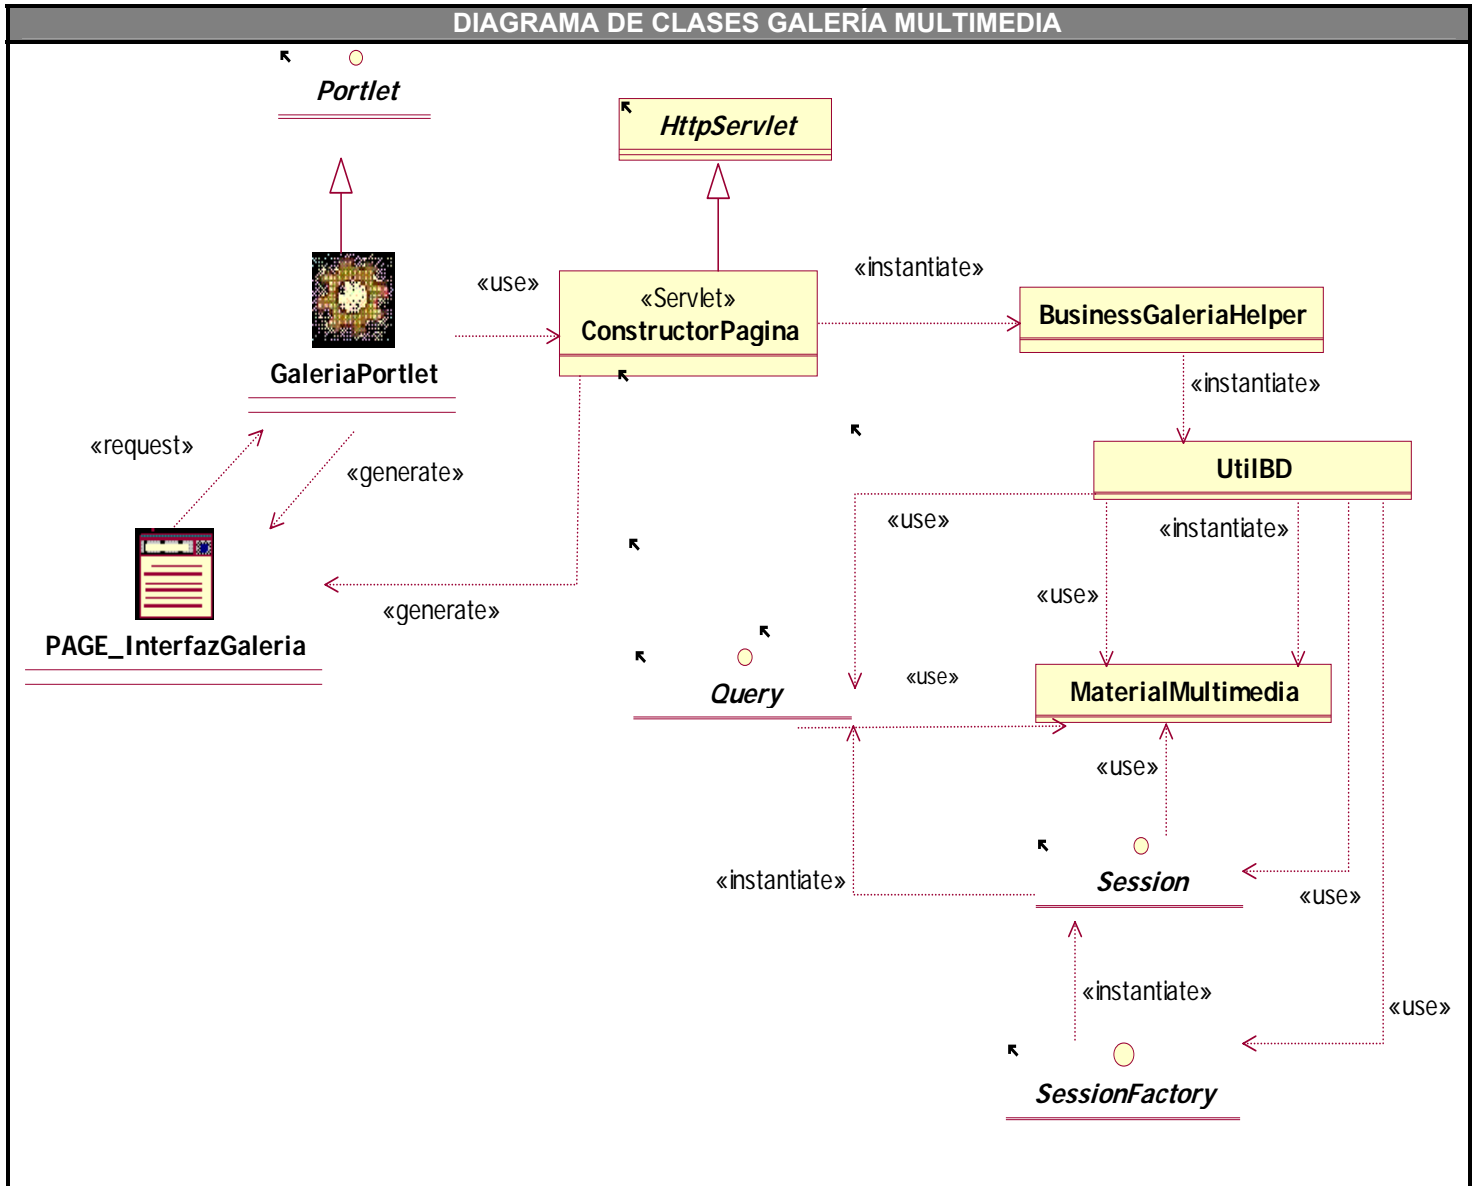 DIAGRAMA DE CLASES GALERÍA MULTIMEDIA
Portlet
HttpServlet
«use»
«instantiate»
«Servlet»
ConstructorPagina
BusinessGaleriaHelper
GaleriaPortlet
«instantiate»
«request»
«generate»
UtilBD
«use»
«instantiate»
«generate»
«use»
PAGE_InterfazGaleria
Query
«use»
MaterialMultimedia
«use»
«instantiate»
Session
«use»
«instantiate»
«use»
SessionFactory